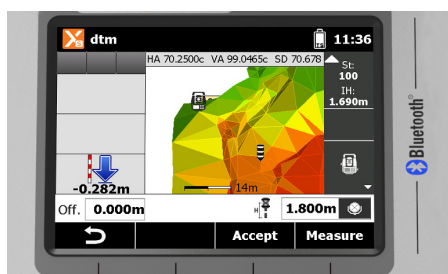 dtm
11:36
HA 70.2500c VA 99.0465c SD 70.678
St:
100
IH:
1.690m
-0.282m
14m
Off. 0.000m
H
1.800m
Accept
Measure
Bluetooth®